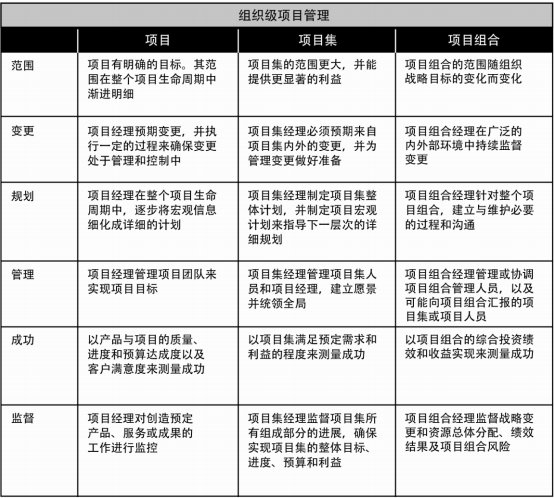 组织级项目管理
项目 项目集 项目组合
范围
项目有明确的目标。其范
围在整个项目生命周期中
渐进明细
项目集的范围更大，并能
提供更显著的利益
项目组合的范围随组织
战略目标的变化而变化
变更
项目经理预期变更，并执
行一定的过程来确保变更
处于管理和控制中
项目集经理必须预期来自
项目集内外的变更，并为
管理变更做好准备
项目组合经理在广泛的
内外部环境中持续监督
变更
规划
项目经理在整个项目生命
周期中，逐步将宏观信息
细化成详细的计划
项目集经理制定项目集整
体计划，并制定项目宏观
计划来指导下一层次的详
细规划
项目组合经理针对整个项
目组合，建立与维护必要
的过程和沟通
管理
项目经理管理项目团队来
实现项目目标
项目集经理管理项目集人
员和项目经理，建立愿景
并统领全局
项目组合经理管理或协调
项目组合管理人员，以及
可能向项目组合汇报的项
目集或项目人员
成功
以产品与项目的质量、
进度和预算达成度以及
客户满意度来测量成功
以项目集满足预定需求和
利益的程度来测量成功
以项目组合的综合投资绩
效和收益实现来测量成功
监督
项目经理对创造预定
产品、服务或成果的
工作进行监控
项目集经理监督项目集所
有组成部分的进展，确保
实现项目集的整体目标、
进度、预算和利益
项目组合经理监督战略变
更和资源总体分配、绩效
结果及项目组合风险